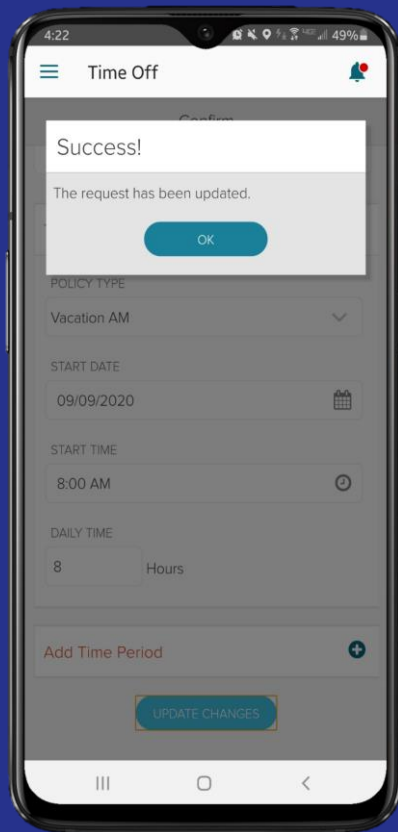 4:22
49%
Time Off
Confirm
Success!
The request has been updated.
OK
POLICY TYPE
Vacation AM
START DATE
09/09/2020
START TIME
8:00 AM
DAILY TIME
8 Hours
Add Time Period
UPDATE CHANGES